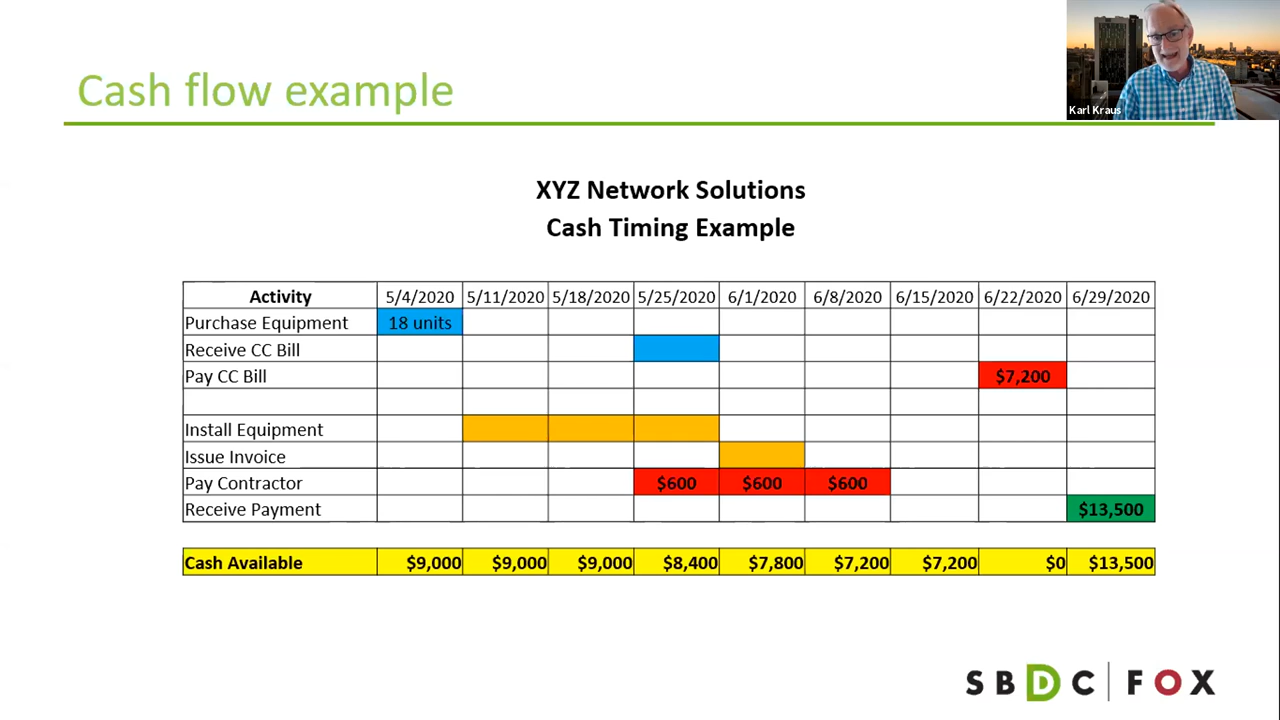 Karl Kraus
Cash flow example
XYZ Network Solutions
Cash Timing Example
Activity 5/4/2020 5/11/2020 5/18/2020 5/25/2020 6/1/2020 6/8/2020 6/15/2020 6/22/2020 6/29/2020
Purchase Equipment 18 units
Receive CC Bill
Pay CC Bill $7,200
Install Equipment
Issue Invoice
Pay Contractor $600 $600 $600
Receive Payment $13,500
Cash Available $9,000 $9,000 $9,000 $8,400 $7,800 $7,200 $7,200 $0 $13,500
SBDC | FOX